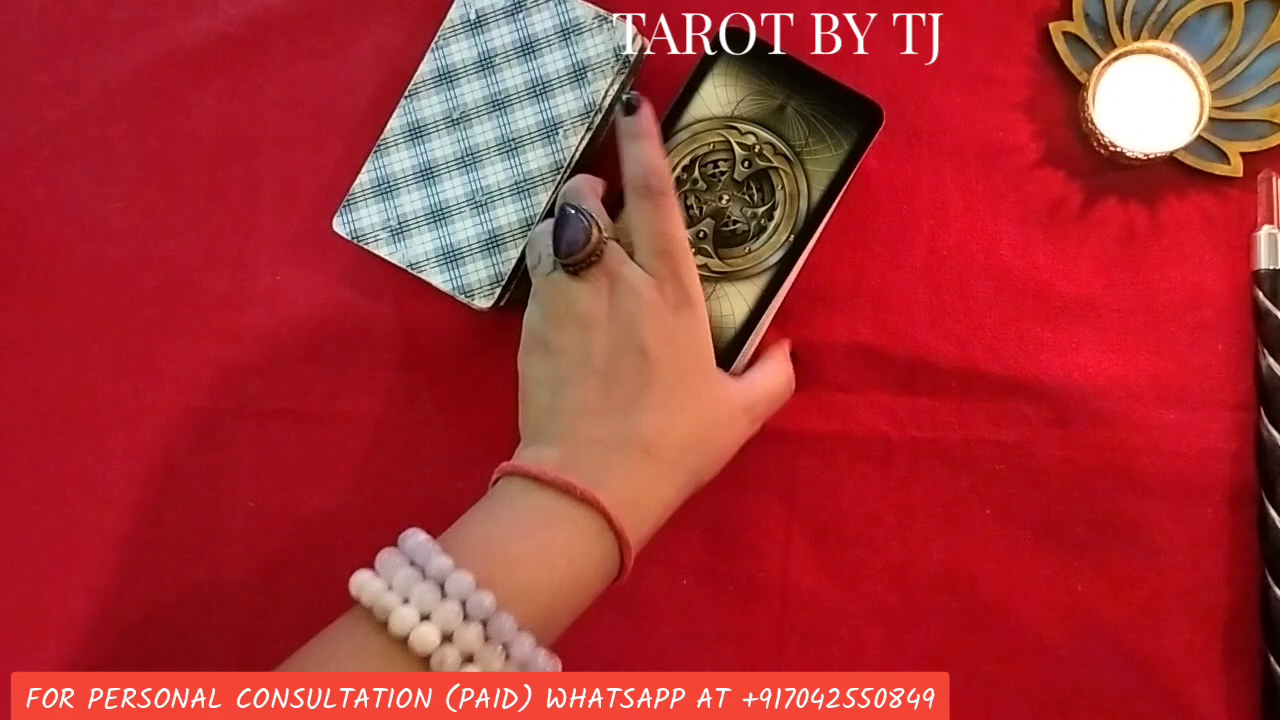 TAROT BY TJ
FOR PERSONAL CONSULTATION (PAID) WHATSAPP AT +917042550849